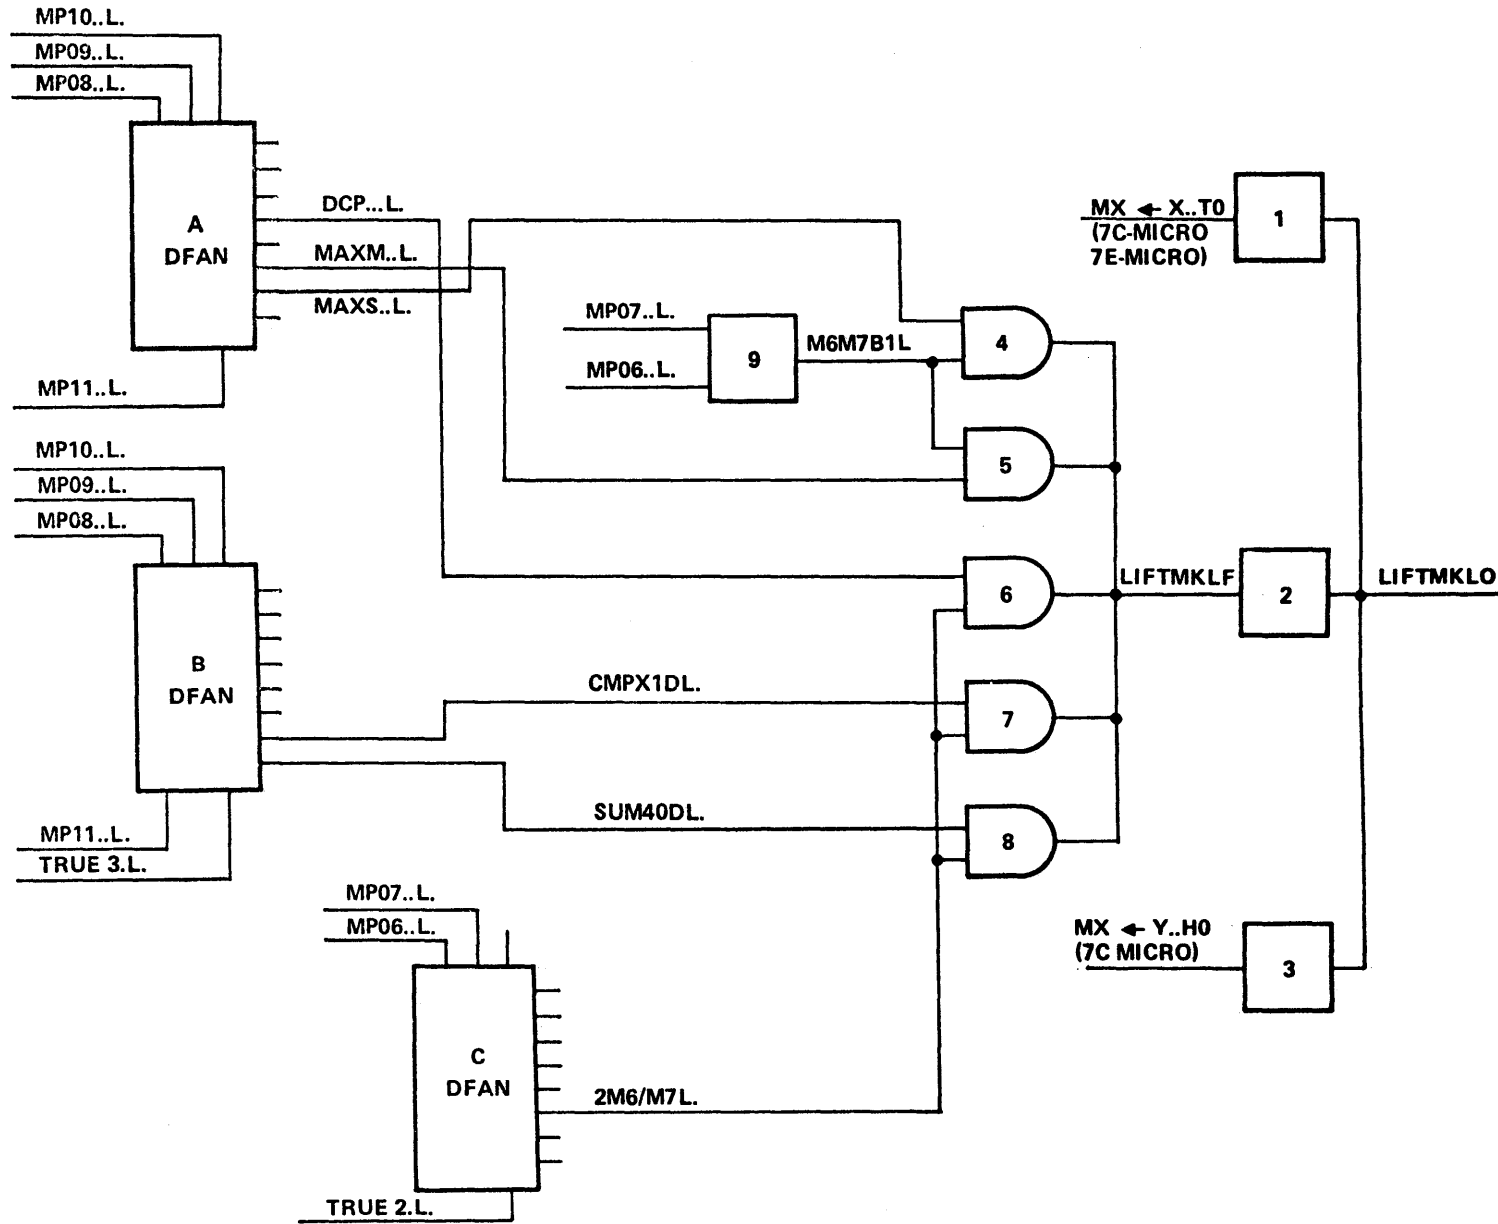 MP10..L.
MP09..L.
MP08..L.
A
DFAN
DCP...L.
MAXM..L.
MAXS..L.
MP11..L.
MX ← X..T0
(7C-MICRO
7E-MICRO)
1
MP07..L.
MP06..L.
9
M6M7B1L
4
5
MP10..L.
MP09..L.
MP08..L.
B
DFAN
6
LIFTMKLF
2
LIFTMKLO
CMPX1DL.
7
SUM40DL.
8
MP11..L.
TRUE 3.L.
MP07..L.
MP06..L.
C
DFAN
2M6/M7L.
TRUE 2.L.
MX ← Y..H0
(7C MICRO)
3